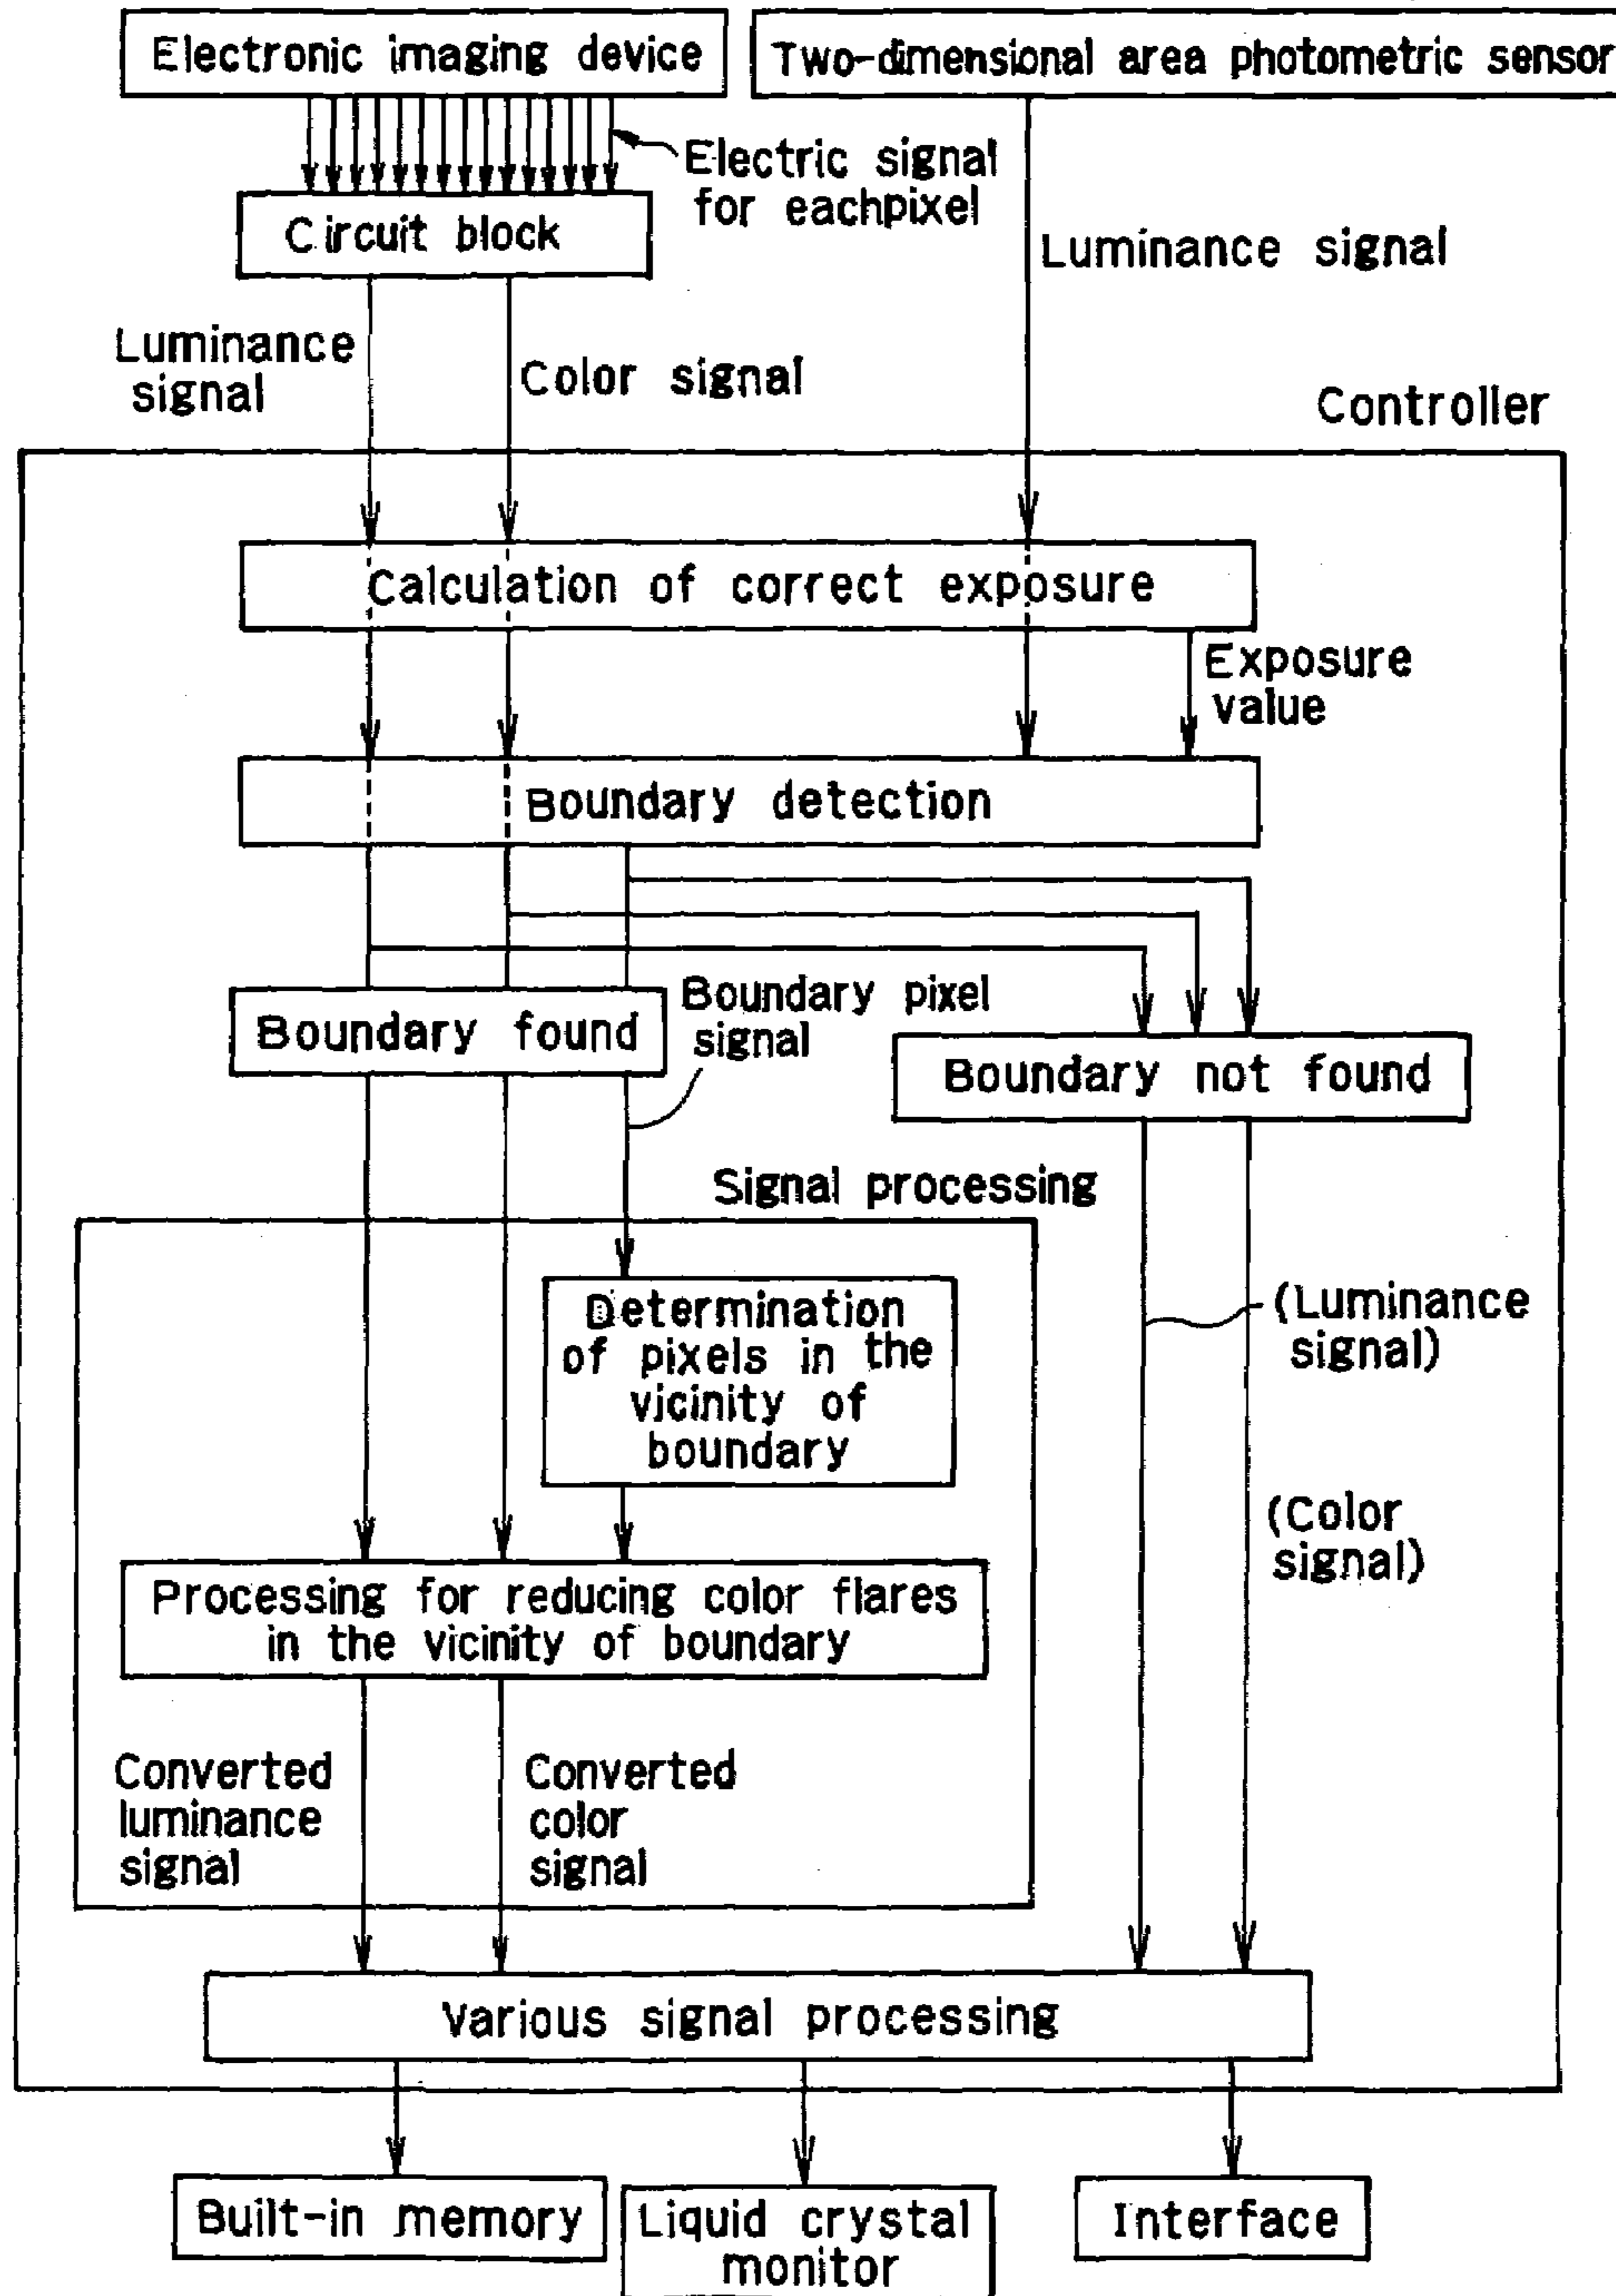 Electronic imaging device
Two-dimensional area photometric sensor
Electric signal
for eachpixel
Circuit block
Luminance signal
Luminance
signal
Color signal
Controller
Calculation of correct exposure
Exposure
value
Boundary detection
Boundary found
Boundary pixel
signal
Boundary not found
Signal processing
Determination
of pixels in the
vicinity of
boundary
(Luminance
signal)
(Color
signal)
Processing for reducing color flares
in the vicinity of boundary
Converted
luminance
signal
Converted
color
signal
Various signal processing
Built-in memory
Liquid crystal
monitor
Interface